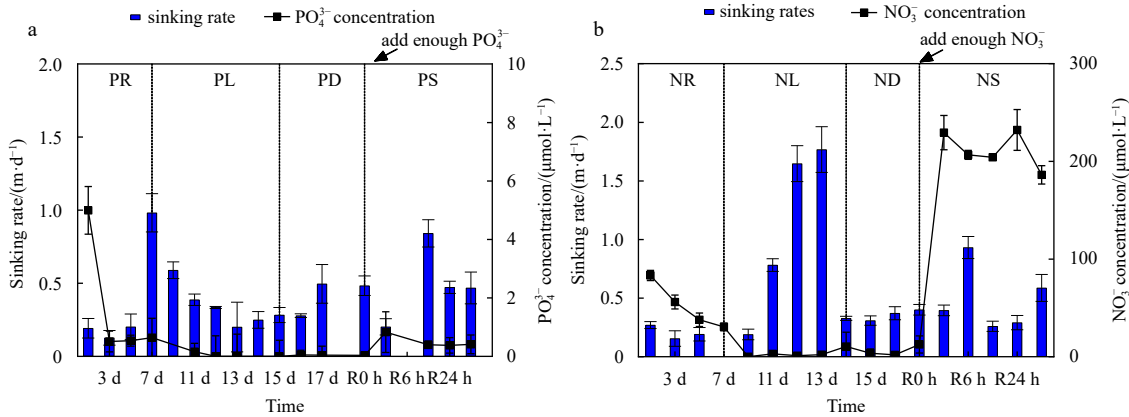 sinking rate
PO₄³⁻ concentration
a
add enough PO₄³⁻
2.0
1.5
1.0
0.5
0
Sinking rate/(m·d⁻¹)
PR
PL
PD
PS
10
8
6
4
2
0
PO₄³⁻ concentration/(μmol·L⁻¹)
3 d 7 d 11 d 13 d 15 d 17 d R0 h R6 h R24 h
Time
sinking rates
NO₃⁻ concentration
b
add enough NO₃⁻
2.5
2.0
1.5
1.0
0.5
0
Sinking rate/(m·d⁻¹)
NR
NL
ND
NS
300
200
100
0
NO₃⁻ concentration/(μmol·L⁻¹)
3 d 7 d 11 d 13 d 15 d R0 h R6 h R24 h
Time